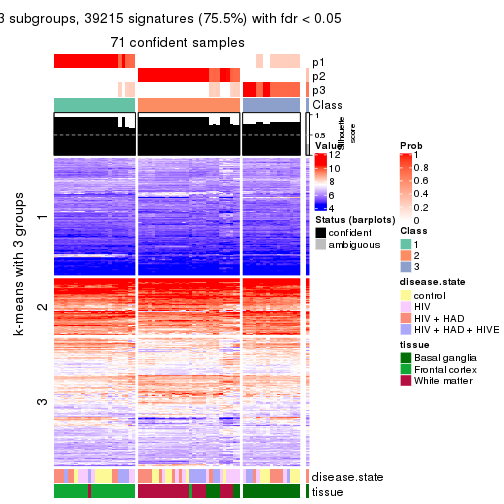 3 subgroups, 39215 signatures (75.5%) with fdr < 0.05
71 confident samples
p1
p2
p3
Class
1
0.5
Silhouette
score
k-means with 3 groups
1
2
3
disease.state
tissue
Value
12
10
8
6
4
Status (barplots)
confident
ambiguous
Prob
1
0.8
0.6
0.4
0.2
0
Class
1
2
3
disease.state
control
HIV
HIV + HAD
HIV + HAD + HIVE
tissue
Basal ganglia
Frontal cortex
White matter